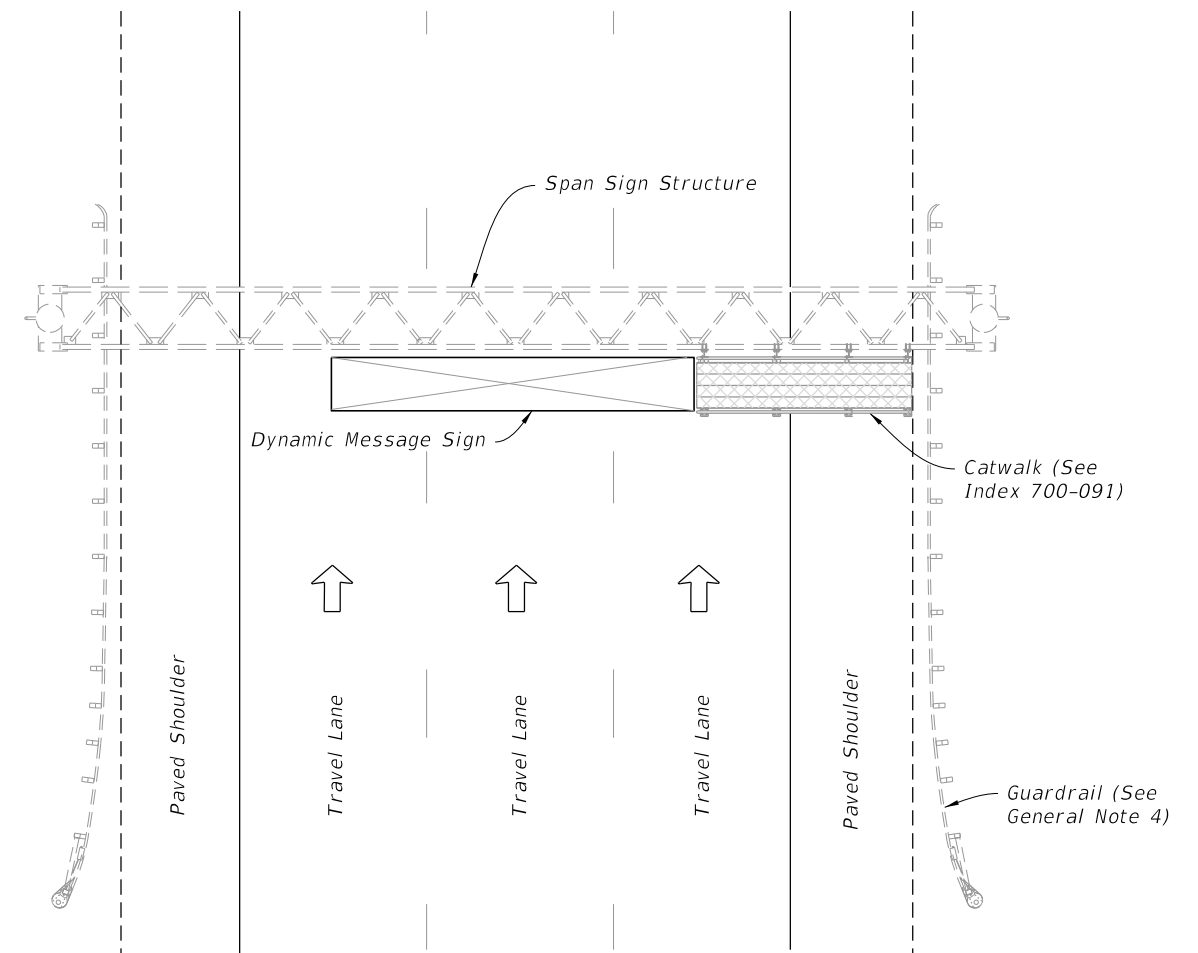 Span Sign Structure
Dynamic Message Sign
Catwalk (See
Index 700-091)
Paved Shoulder
Travel Lane
Travel Lane
Travel Lane
Paved Shoulder
Guardrail (See
General Note 4)